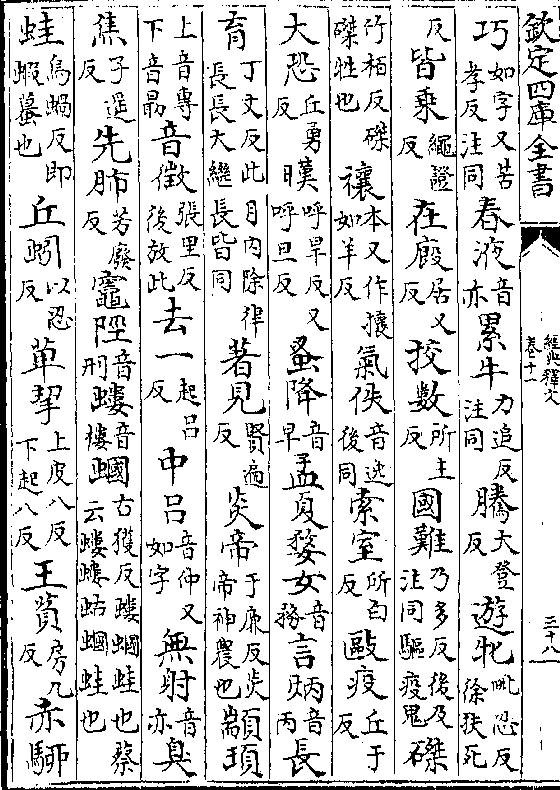 欽定四庫全書
經典釋文
卷十一
三十八
巧如字又苦孝反注同舂液音亦累牛力追反注同騰大登反遊牝毗忍反徐扶死
反皆乘繩證反在廄居又反挍數所主反國難乃多反後及注同驅疫鬼磔
竹栢反磔磔牲也禳本又作攘如羊反氣佚音逸後同索室所白反毆疫丘于反
大恐丘勇反暵呼旱反又呼旦反蚤降音早孟夏婺女音務言炳音丙長
育丁丈反此月内除律長長大繼長皆同著見賢遍反炎帝于廉反炎帝神農也顓頊
上音專下音勗音徵張里反後放此去一起呂反中呂音仲又如字無射音亦臭
焦子遥反先肺芳廢反竈陘音刑螻音樓蟈古獲反螻蟈蛙也蔡云螻螻蛄蟈蛙也
蛙烏蝸反即蝦蟇也丘蚓以忍反萆挈上皮八反下起八反王萯房九反赤駵